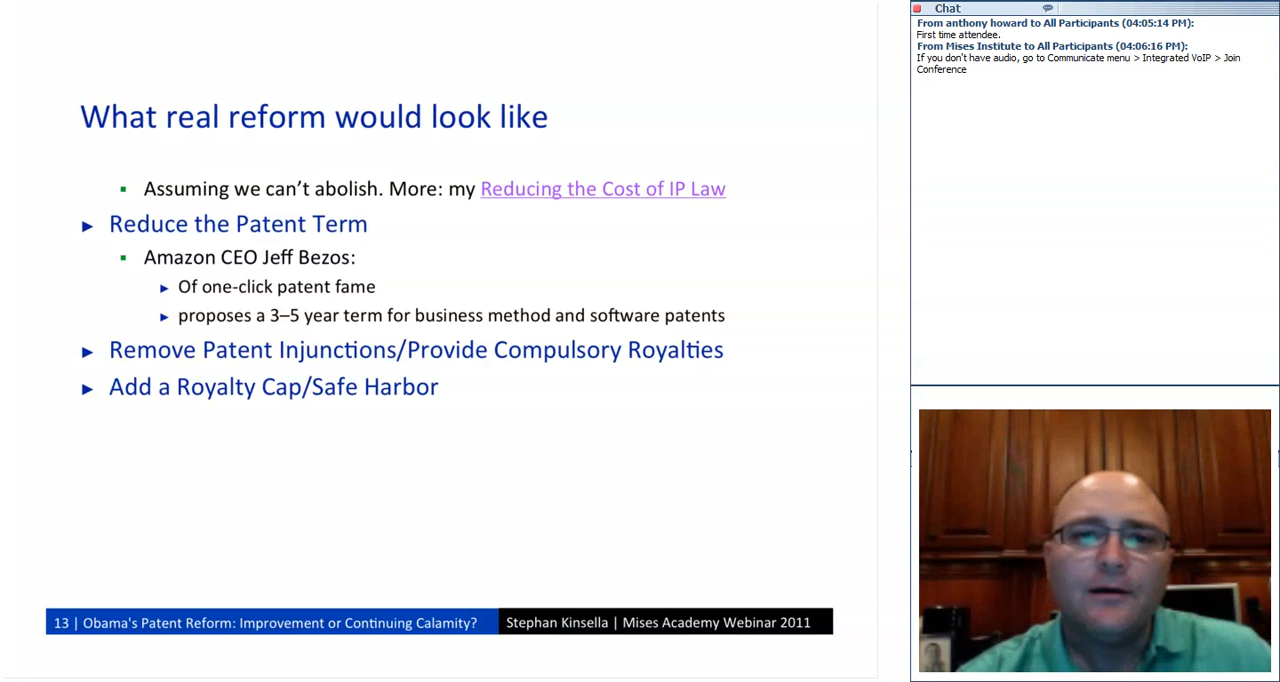 What real reform would look like
Assuming we can’t abolish. More: my Reducing the Cost of IP Law
Reduce the Patent Term
Amazon CEO Jeff Bezos:
Of one-click patent fame
proposes a 3–5 year term for business method and software patents
Remove Patent Injunctions/Provide Compulsory Royalties
Add a Royalty Cap/Safe Harbor
13 | Obama's Patent Reform: Improvement or Continuing Calamity?
Stephan Kinsella | Mises Academy Webinar 2011
Chat
From anthony howard to All Participants (04:05:14 PM):
First time attendee.
From Mises Institute to All Participants (04:06:16 PM):
If you don't have audio, go to Communicate menu > Integrated VoIP > Join
Conference